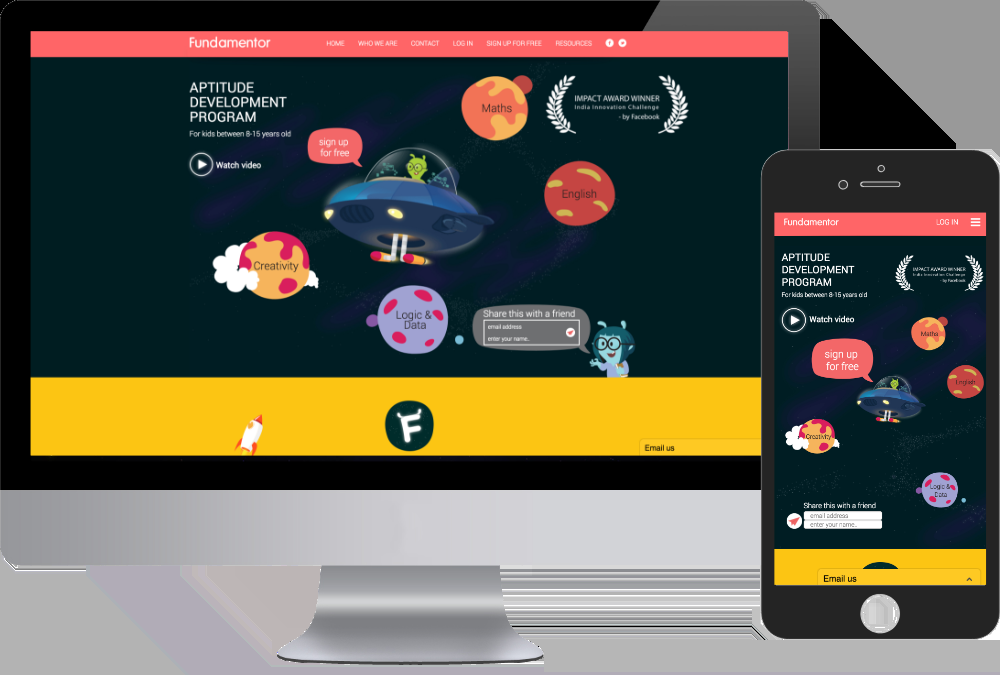 Fundamentor
HOME WHO WE ARE CONTACT LOG IN SIGN UP FOR FREE RESOURCES
APTITUDE
DEVELOPMENT
PROGRAM
For kids between 8-15 years old
Watch video
sign up
for free
Maths
IMPACT AWARD WINNER
India Innovation Challenge
- by Facebook
English
Creativity
Logic &
Data
Share this with a friend
email address
enter your name..
F
Email us
Fundamentor
LOG IN
APTITUDE
DEVELOPMENT
PROGRAM
For kids between 8-15 years old
IMPACT AWARD WINNER
India Innovation Challenge
- by Facebook
Watch video
sign up
for free
Maths
English
Creativity
Logic &
Data
Share this with a friend
email address
enter your name..
Email us